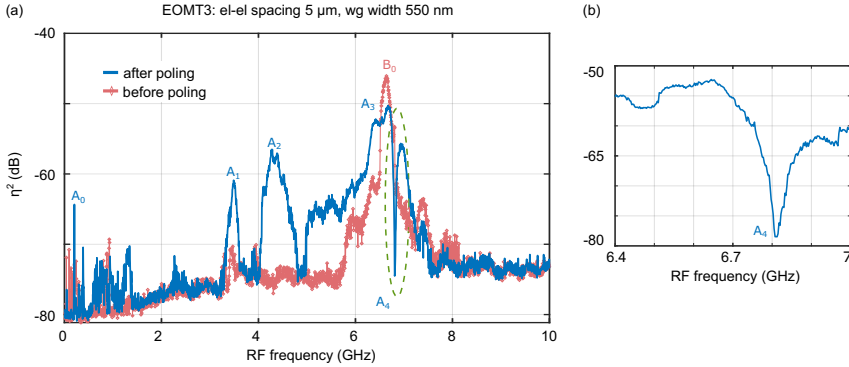 (a)
EOMT3: el-el spacing 5 µm, wg width 550 nm
-40
-60
-80
η² (dB)
after poling
before poling
A₀
A₁
A₂
A₃
B₀
A₄
0
2
4
6
8
10
RF frequency (GHz)
(b)
-50
-65
-80
A₄
6.4
6.7
7
RF frequency (GHz)